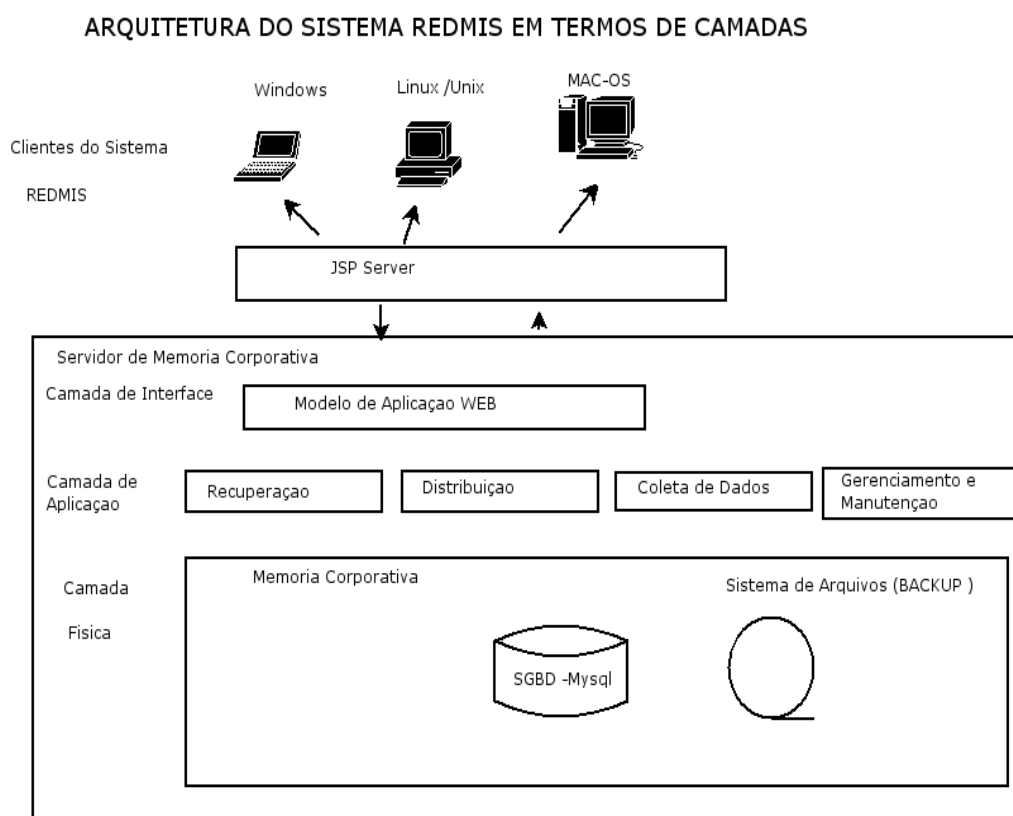 ARQUITETURA DO SISTEMA REDMIS EM TERMOS DE CAMADAS
Windows
Linux /Unix
MAC-OS
Clientes do Sistema
REDMIS
JSP Server
Servidor de Memoria Corporativa
Camada de Interface
Modelo de Aplicaçao WEB
Camada de
Aplicaçao
Recuperaçao
Distribuiçao
Coleta de Dados
Gerenciamento e
Manutençao
Camada
Fisica
Memoria Corporativa
Sistema de Arquivos (BACKUP )
SGBD -Mysql